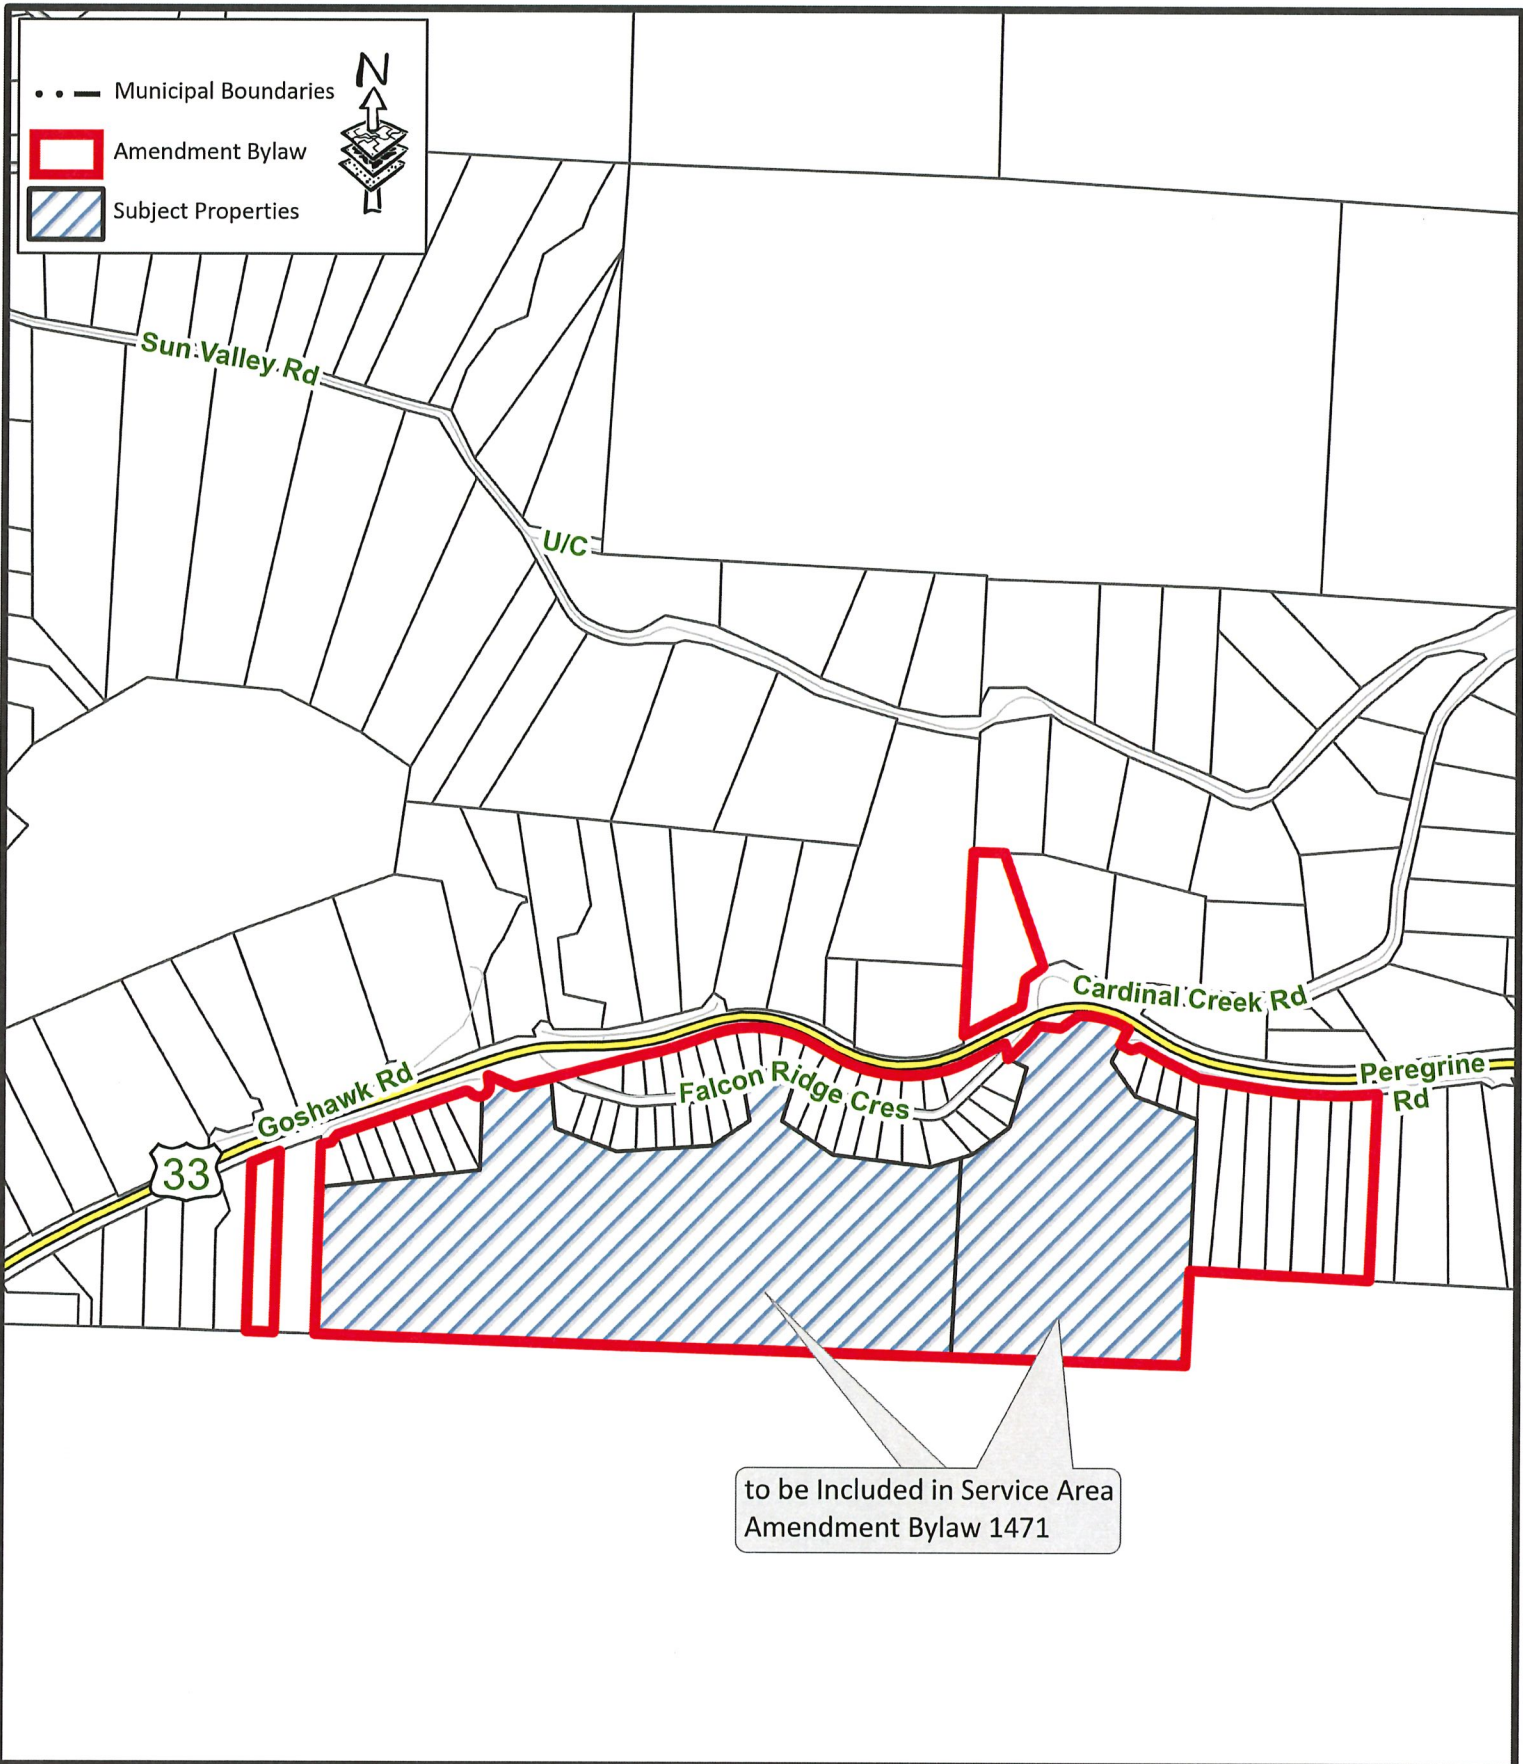 N
Municipal Boundaries
Amendment Bylaw
Subject Properties
Sun Valley Rd
U/C
Cardinal Creek Rd
Peregrine
Rd
Falcon Ridge Cres
Goshawk Rd
33
to be Included in Service Area
Amendment Bylaw 1471